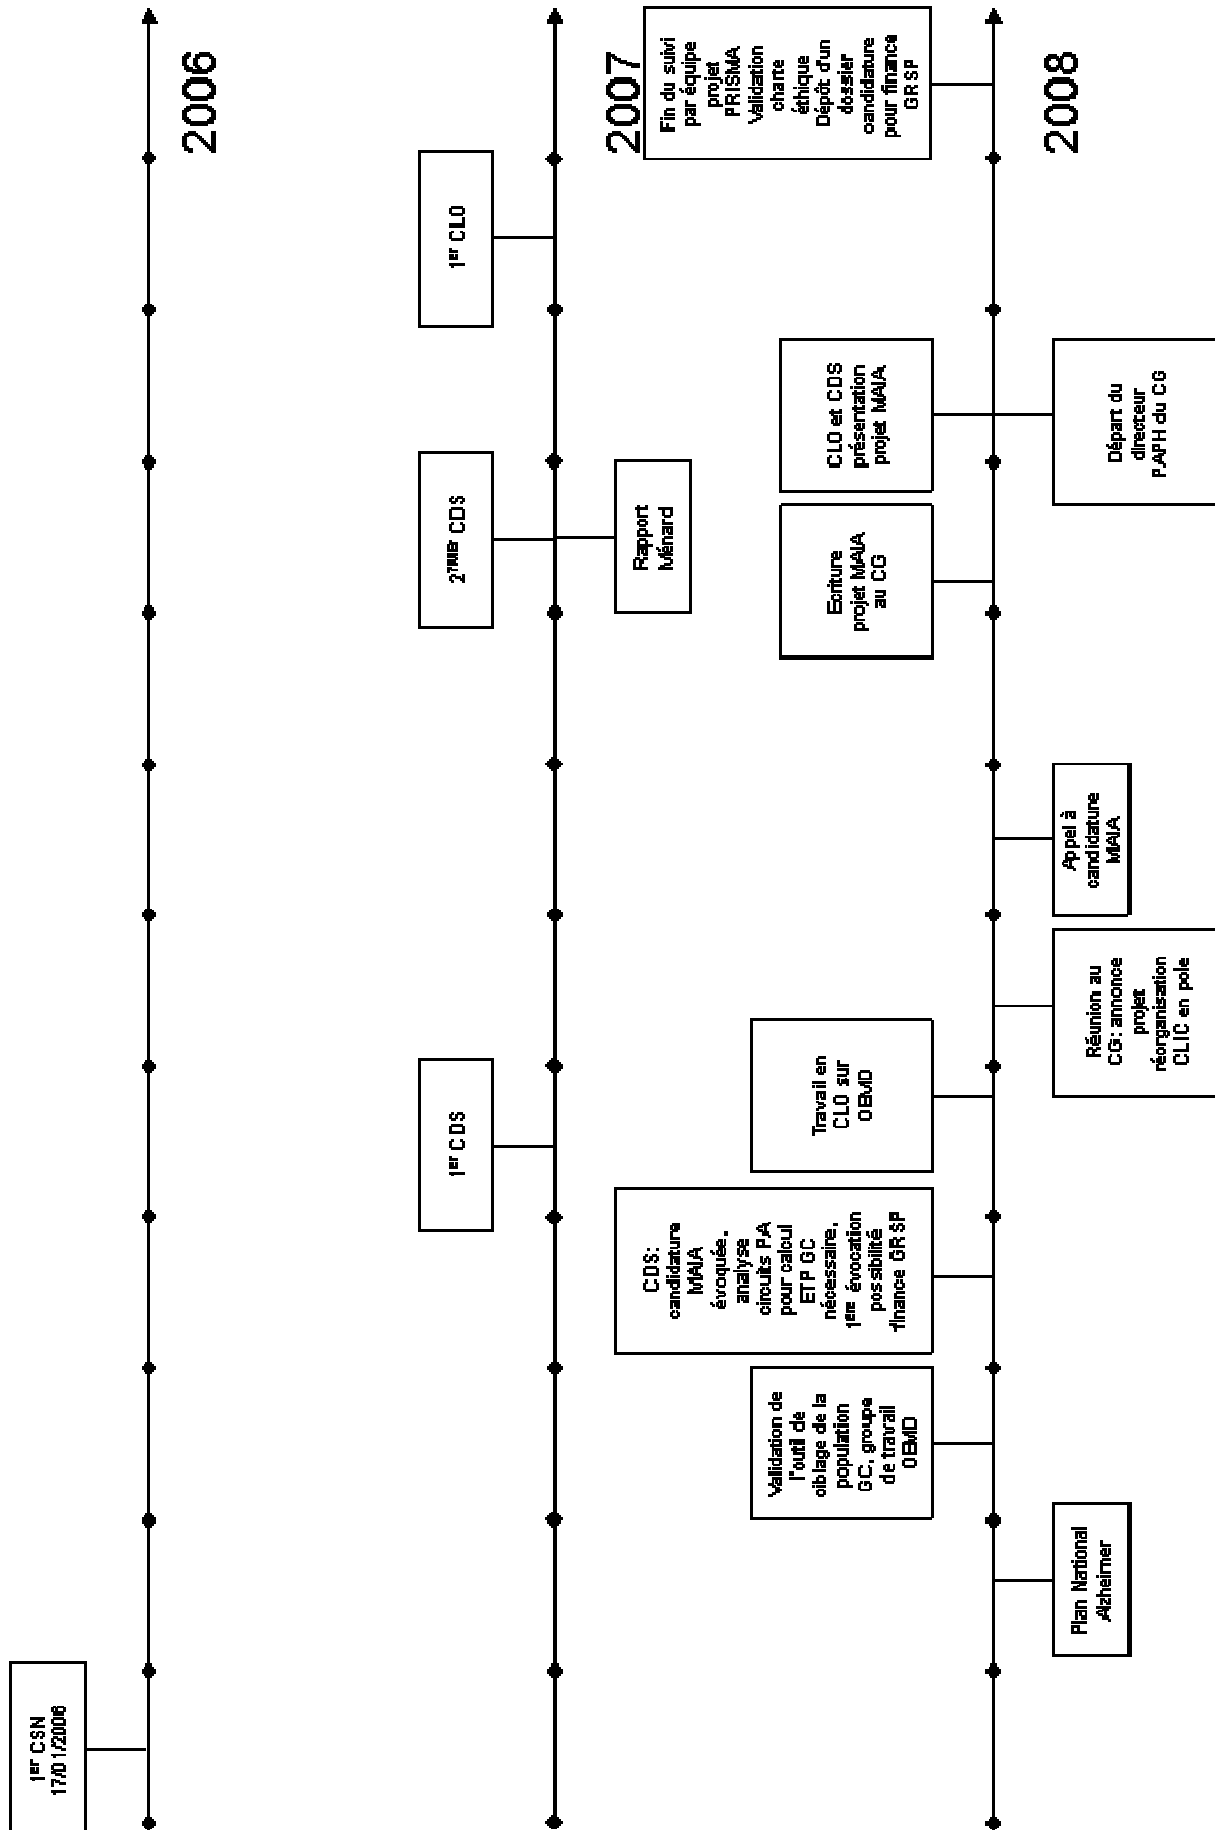 1er CSN
17/01/2006
2006
1er CDS
2ème CDS
1er CLO
Rapport
Ménard
2007
Validation de
l'outil de
ciblage de la
population
GC, groupe
de travail
OEMD
CDS:
candidature
MAIA
évoquée,
analyse
circuits PA
pour calcul
ETP GC
nécessaire,
1ère évocation
possibilité
finance GRSP
Travail en
CLO sur
OEMD
Ecriture
projet MAIA
au CG
CLO et CDS
présentation
projet MAIA
Fin du suivi
par équipe
projet
PRISMA
Validation
charte
éthique
Dépôt d'un
dossier
candidature
pour finance
GRSP
Plan National
Alzheimer
Réunion au
CG: annonce
projet
réorganisation
CLIC en pole
Appel à
candidature
MAIA
Départ du
directeur
PAPH du CG
2008